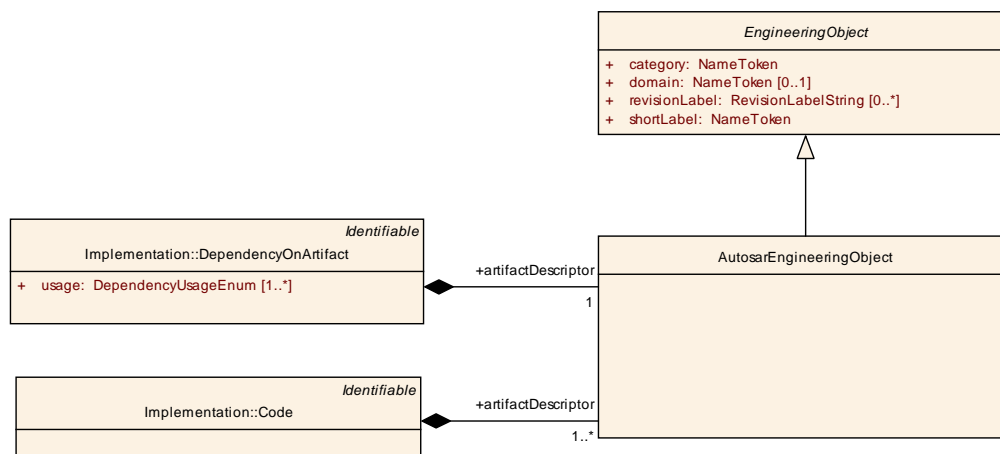 EngineeringObject
+ category: NameToken
+ domain: NameToken [0..1]
+ revisionLabel: RevisionLabelString [0..*]
+ shortLabel: NameToken
Identifiable
Implementation::DependencyOnArtifact
+ usage: DependencyUsageEnum [1..*]
+artifactDescriptor
1
AutosarEngineeringObject
Identifiable
Implementation::Code
+artifactDescriptor
1..*